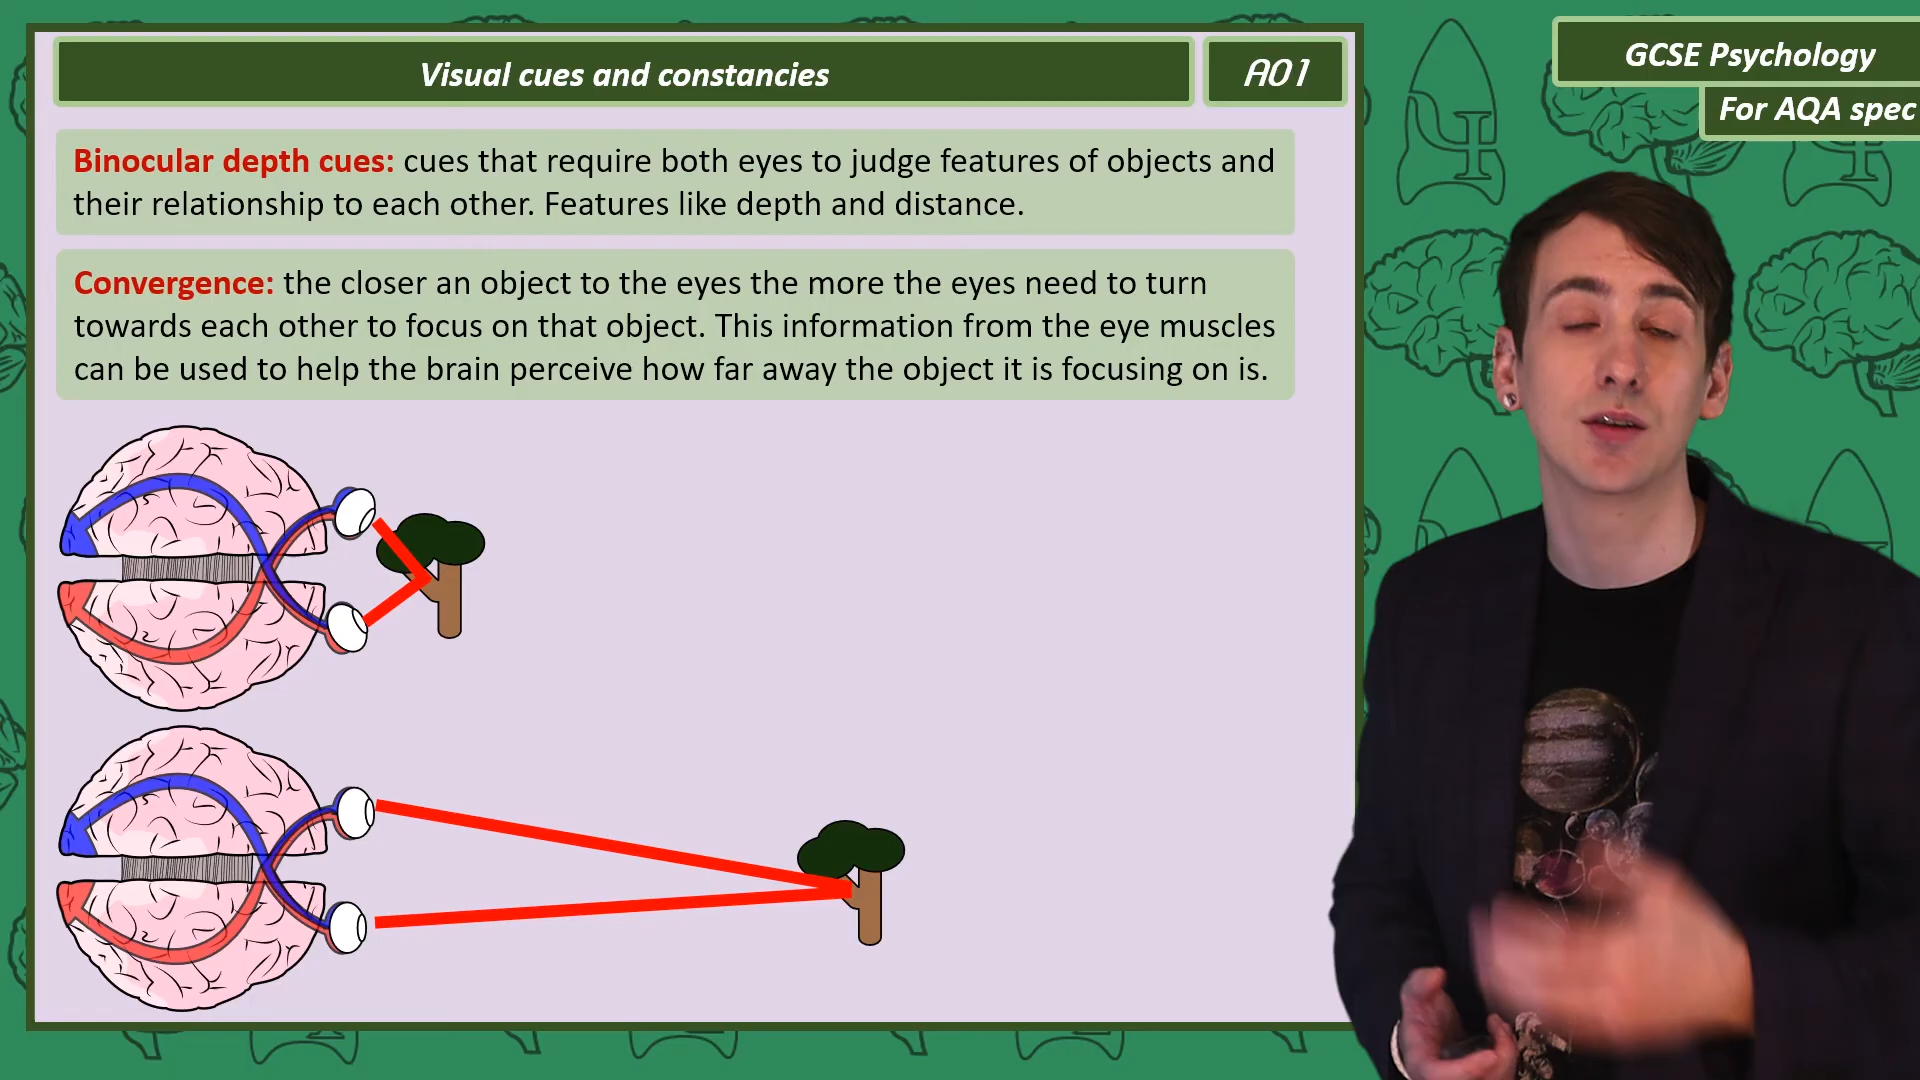 Visual cues and constancies
AO1
GCSE Psychology
For AQA spec
Binocular depth cues: cues that require both eyes to judge features of objects and
their relationship to each other. Features like depth and distance.
Convergence: the closer an object to the eyes the more the eyes need to turn
towards each other to focus on that object. This information from the eye muscles
can be used to help the brain perceive how far away the object it is focusing on is.